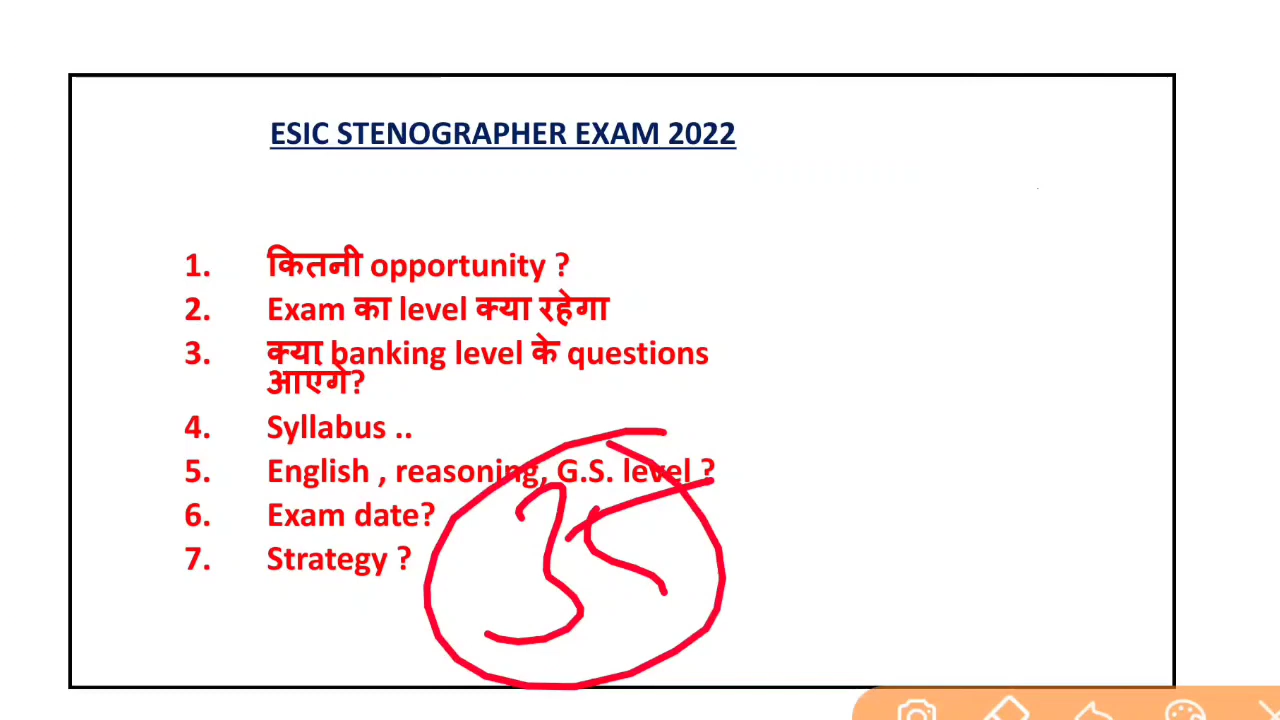 ESIC STENOGRAPHER EXAM 2022
1. कितनी opportunity ?
2. Exam का level क्या रहेगा
3. क्या banking level के questions
आएंगे?
4. Syllabus ..
5. English , reasoning, G.S. level ?
6. Exam date?
7. Strategy ?
35